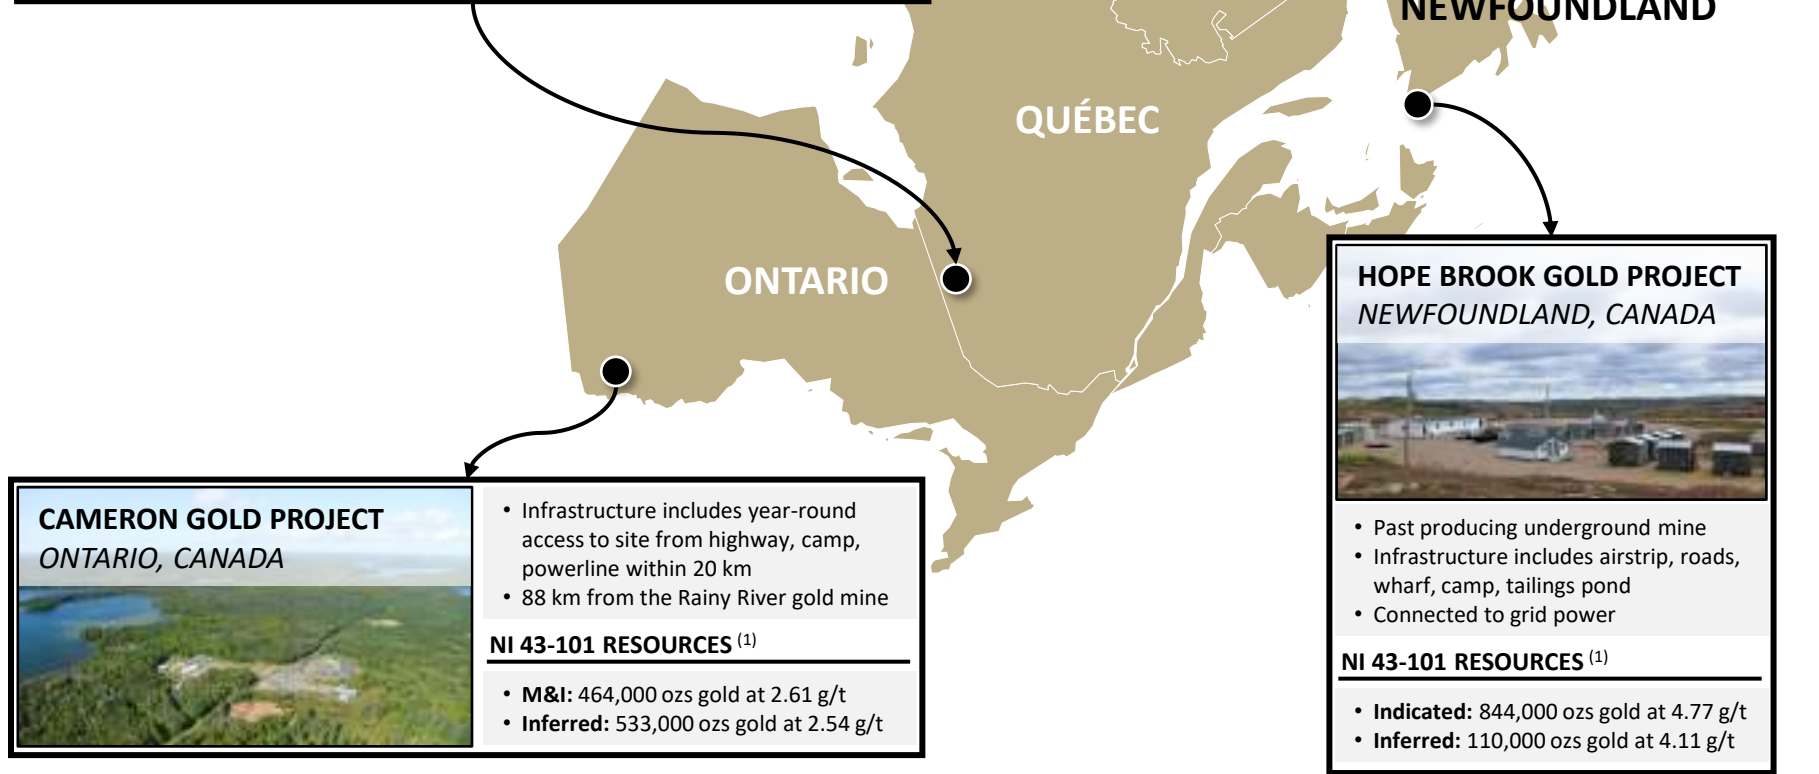 NEWFOUNDLAND
QUÉBEC
ONTARIO
HOPE BROOK GOLD PROJECT
NEWFOUNDLAND, CANADA
• Past producing underground mine
• Infrastructure includes airstrip, roads,
wharf, camp, tailings pond
• Connected to grid power
NI 43-101 RESOURCES (1)
• Indicated: 844,000 ozs gold at 4.77 g/t
• Inferred: 110,000 ozs gold at 4.11 g/t
CAMERON GOLD PROJECT
ONTARIO, CANADA
• Infrastructure includes year-round
access to site from highway, camp,
powerline within 20 km
• 88 km from the Rainy River gold mine
NI 43-101 RESOURCES (1)
• M&I: 464,000 ozs gold at 2.61 g/t
• Inferred: 533,000 ozs gold at 2.54 g/t